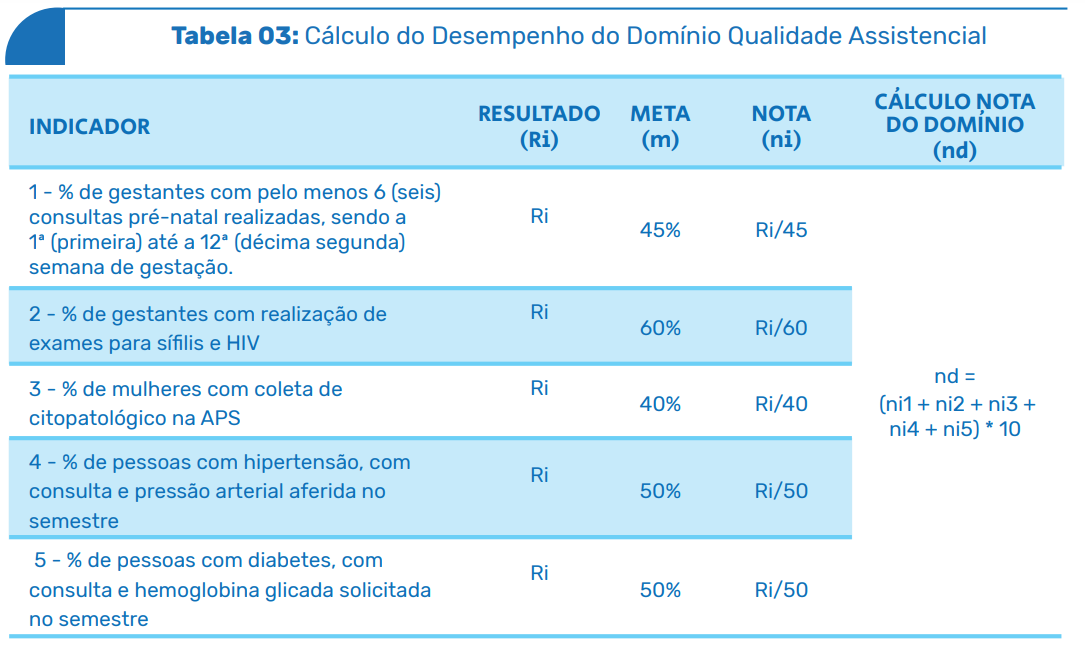 Tabela 03: Cálculo do Desempenho do Domínio Qualidade Assistencial
INDICADOR
RESULTADO
(Ri)
META
(m)
NOTA
(ni)
CÁLCULO NOTA
DO DOMÍNIO
(nd)
1 - % de gestantes com pelo menos 6 (seis)
consultas pré-natal realizadas, sendo a
1ª (primeira) até a 12ª (décima segunda)
semana de gestação.
Ri
45%
Ri/45
2 - % de gestantes com realização de
exames para sífilis e HIV
Ri
60%
Ri/60
3 - % de mulheres com coleta de
citopatológico na APS
Ri
40%
Ri/40
4 - % de pessoas com hipertensão, com
consulta e pressão arterial aferida no
semestre
Ri
50%
Ri/50
5 - % de pessoas com diabetes, com
consulta e hemoglobina glicada solicitada
no semestre
Ri
50%
Ri/50
nd =
(ni1 + ni2 + ni3 +
ni4 + ni5) * 10